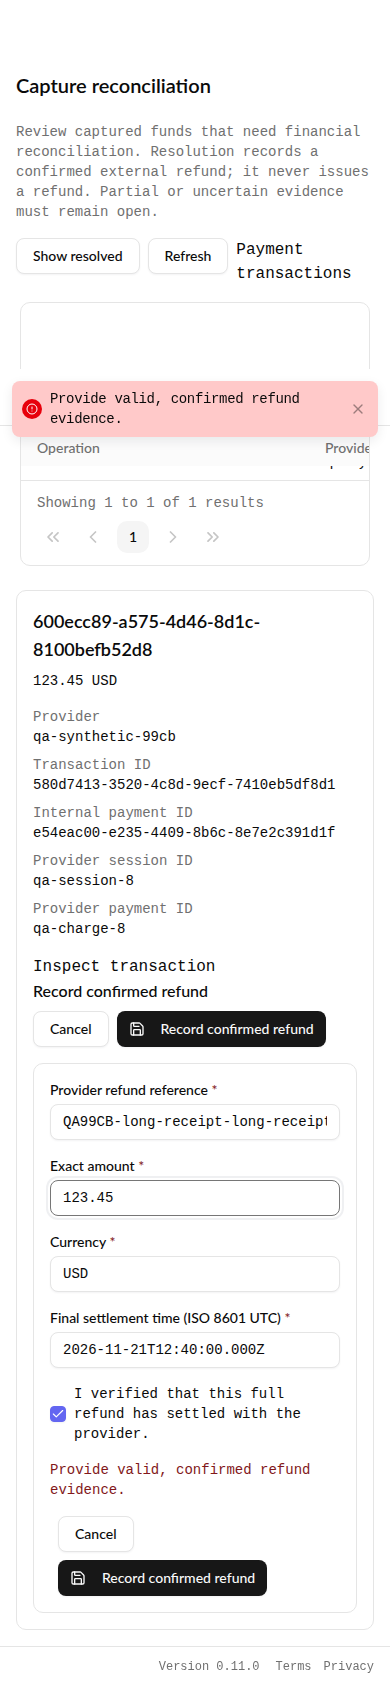 Capture reconciliation
Review captured funds that need financial
reconciliation. Resolution records a
confirmed external refund; it never issues
a refund. Partial or uncertain evidence
must remain open.
Show resolved
Refresh
Payment
transactions
Provide valid, confirmed refund
evidence.
Operation
Provide
Showing 1 to 1 of 1 results
1
600ecc89-a575-4d46-8d1c-
8100befb52d8
123.45 USD
Provider
qa-synthetic-99cb
Transaction ID
580d7413-3520-4c8d-9ecf-7410eb5df8d1
Internal payment ID
e54eac00-e235-4409-8b6c-8e7e2c391d1f
Provider session ID
qa-session-8
Provider payment ID
qa-charge-8
Inspect transaction
Record confirmed refund
Cancel
Record confirmed refund
Provider refund reference *
QA99CB-long-receipt-long-receipt
Exact amount *
123.45
Currency *
USD
Final settlement time (ISO 8601 UTC) *
2026-11-21T12:40:00.000Z
I verified that this full
refund has settled with the
provider.
Provide valid, confirmed refund
evidence.
Cancel
Record confirmed refund
Version 0.11.0 Terms Privacy